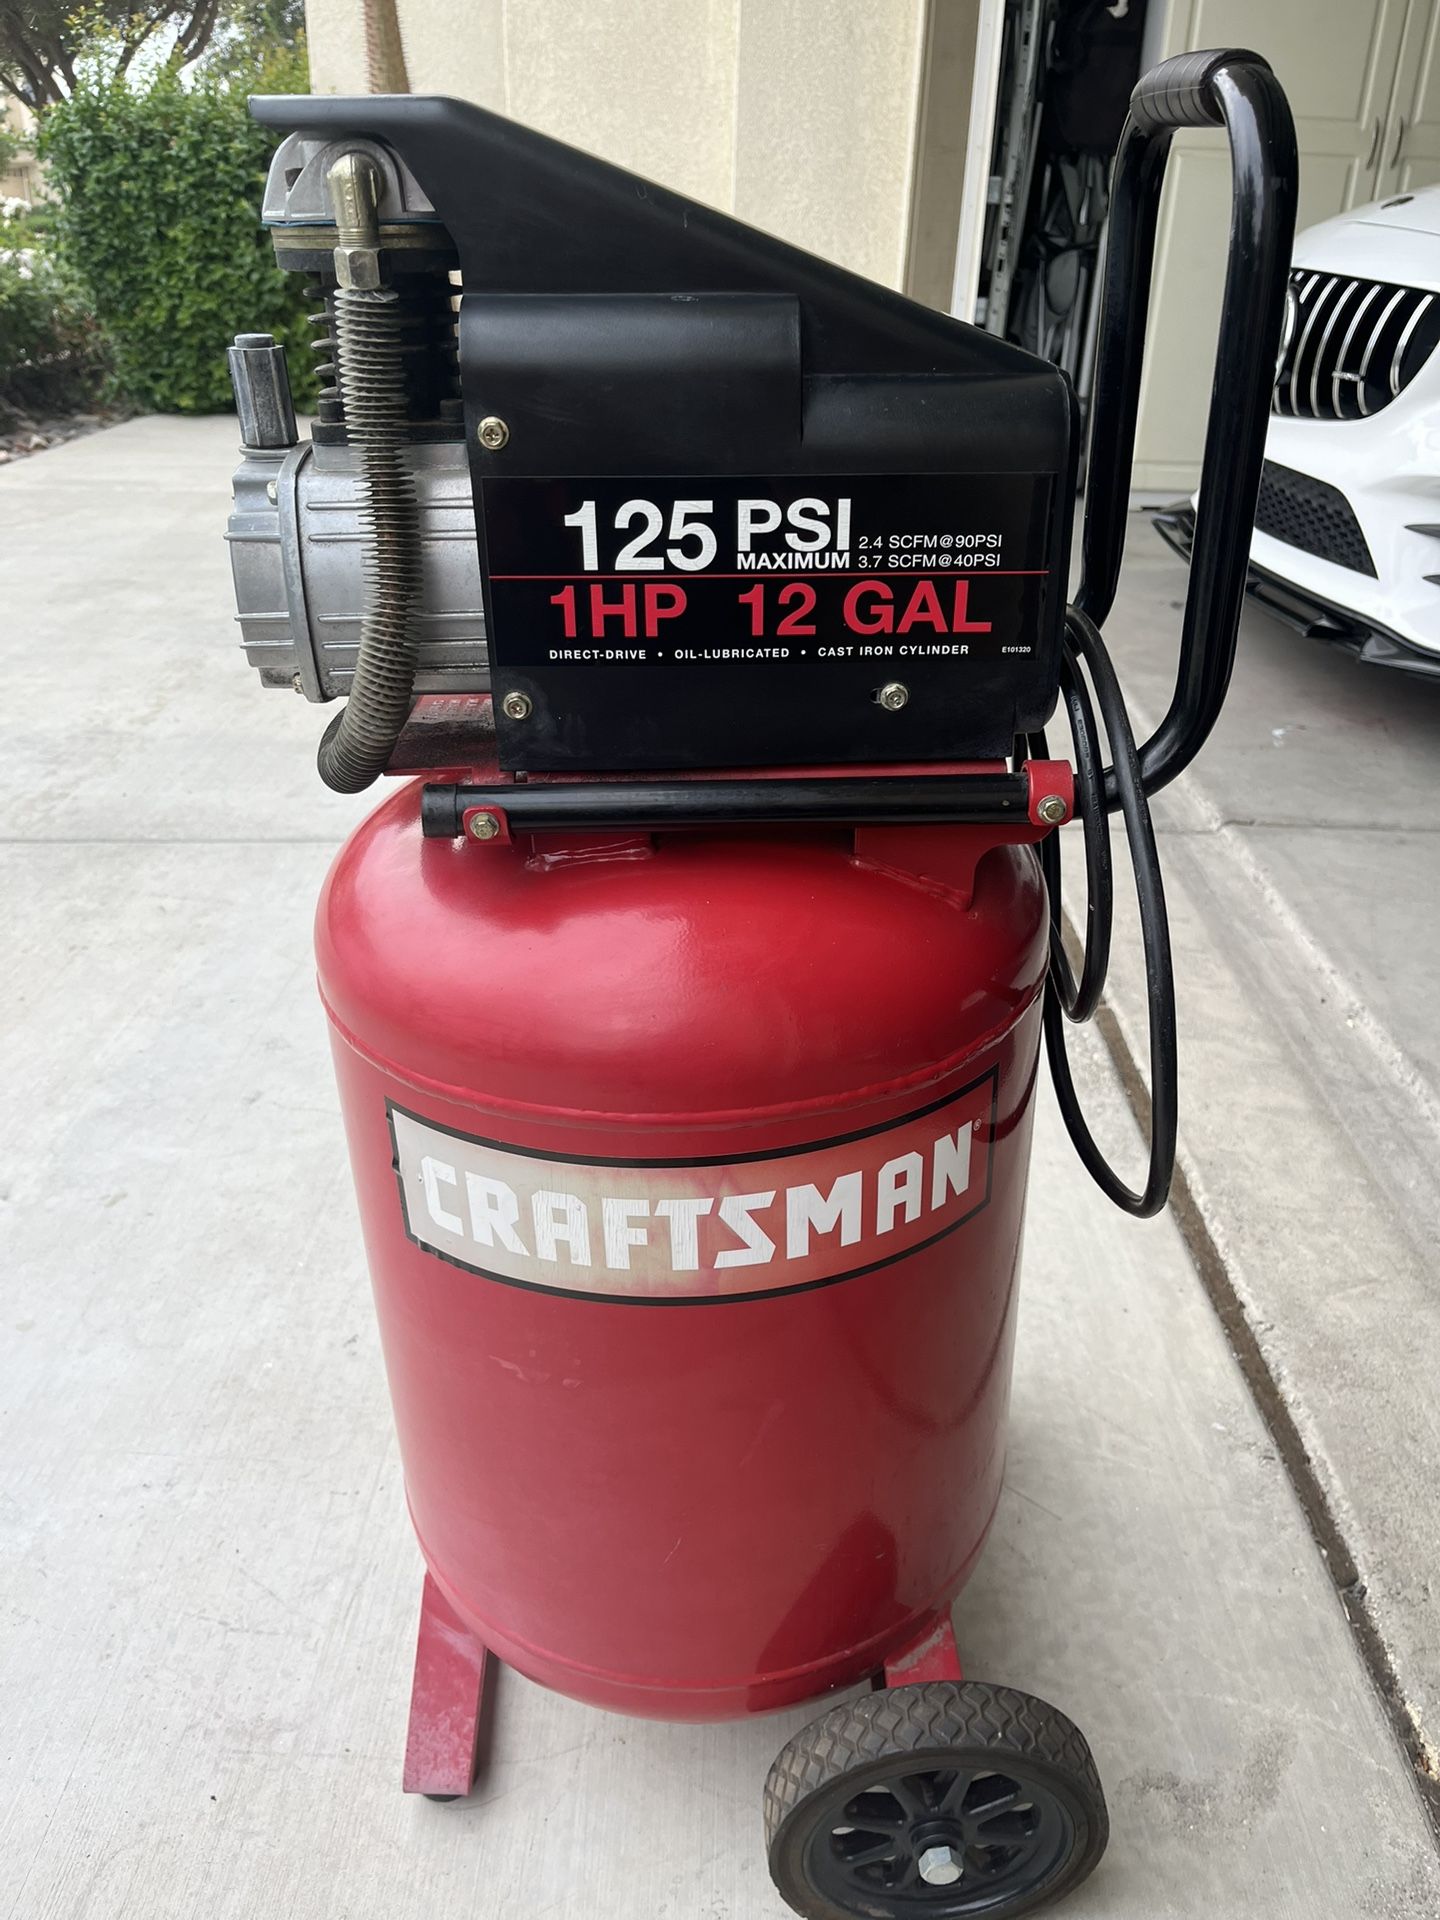 125 PSI MAXIMUM
2.4 SCFM@90PSI
3.7 SCFM@40PSI
1HP 12 GAL
DIRECT-DRIVE • OIL-LUBRICATED • CAST IRON CYLINDER
E101320
CRAFTSMAN®